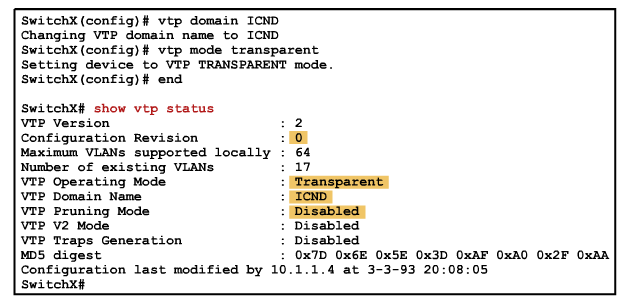 SwitchX(config)# vtp domain ICND
Changing VTP domain name to ICND
SwitchX(config)# vtp mode transparent
Setting device to VTP TRANSPARENT mode.
SwitchX(config)# end
SwitchX# show vtp status
VTP Version : 2
Configuration Revision : 0
Maximum VLANs supported locally : 64
Number of existing VLANs : 17
VTP Operating Mode : Transparent
VTP Domain Name : ICND
VTP Pruning Mode : Disabled
VTP V2 Mode : Disabled
VTP Traps Generation : Disabled
MD5 digest : 0x7D 0x6E 0x5E 0x3D 0xAF 0xA0 0x2F 0xAA
Configuration last modified by 10.1.1.4 at 3-3-93 20:08:05
SwitchX#